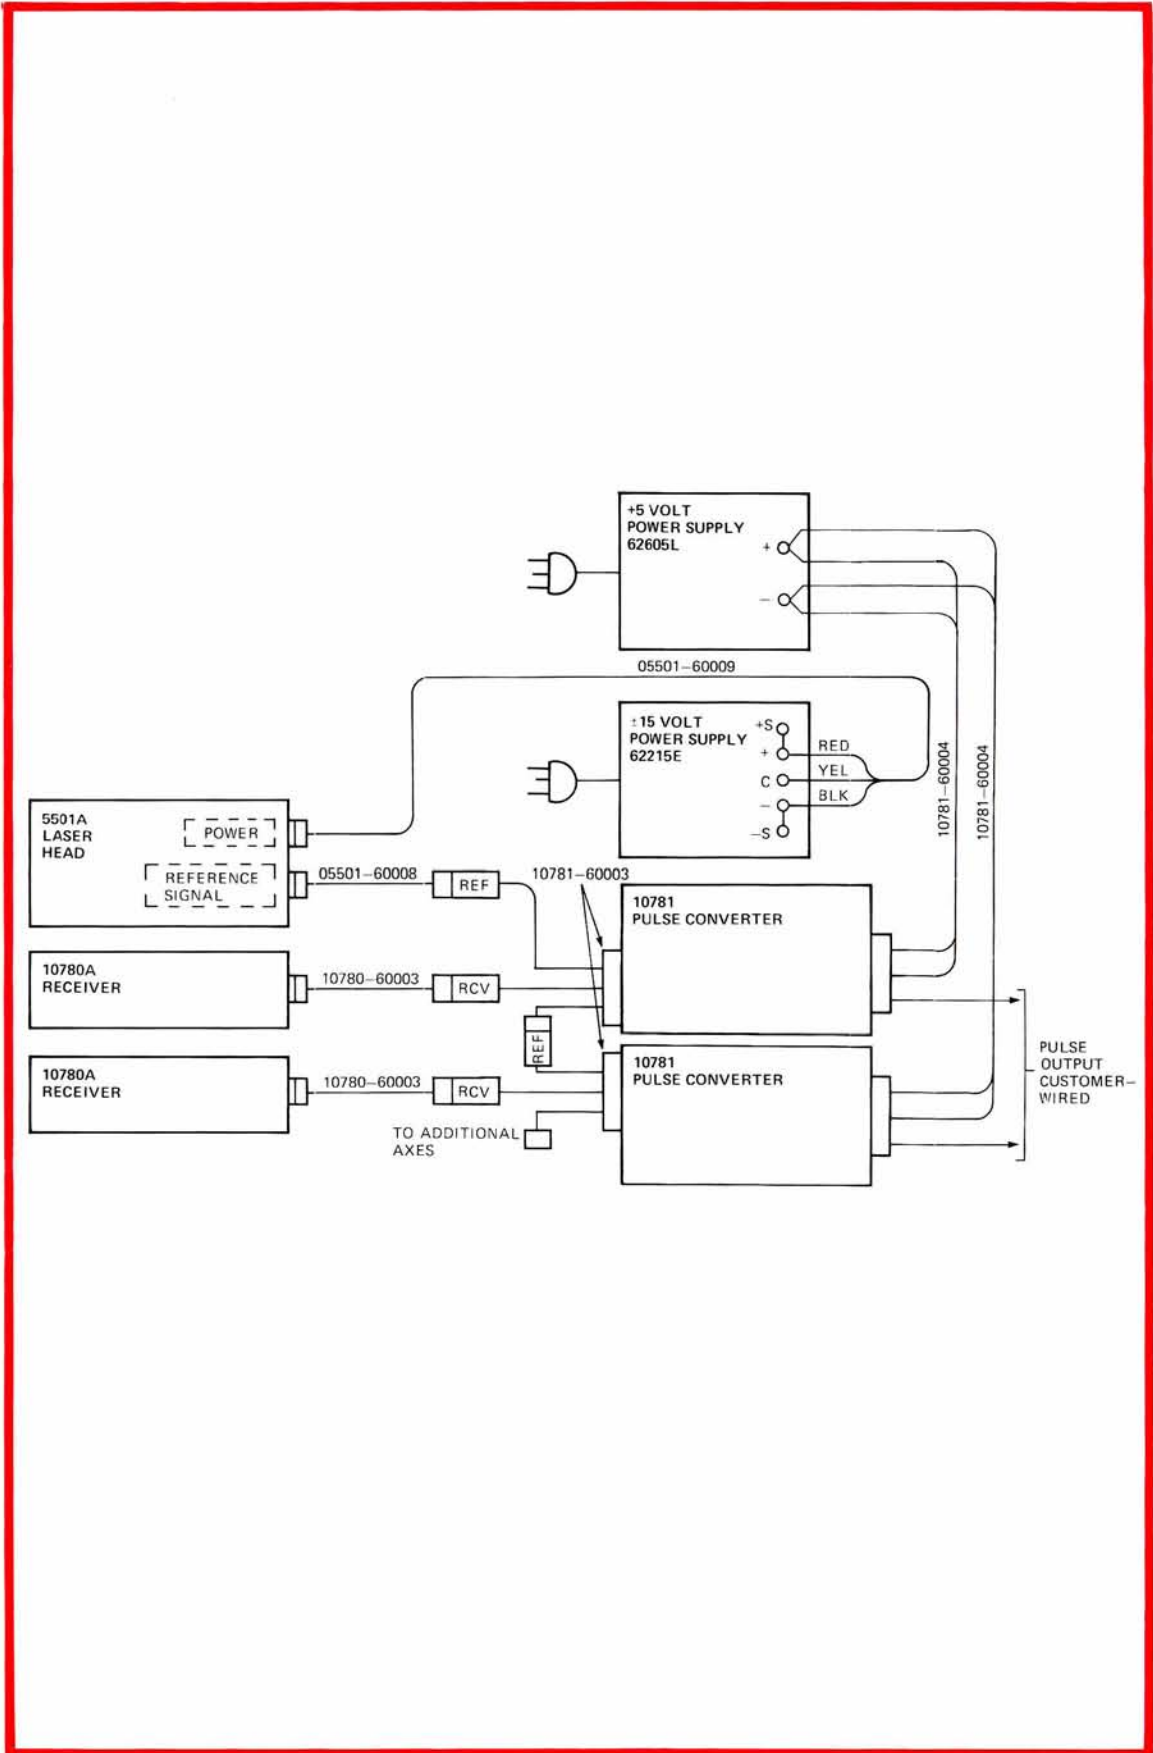 +5 VOLT
POWER SUPPLY
62605L
+
–
05501–60009
±15 VOLT
POWER SUPPLY
62215E
+S
+
C
–
–S
RED
YEL
BLK
10781–60004
10781–60004
5501A
LASER
HEAD
POWER
REFERENCE
SIGNAL
05501–60008
REF
10781–60003
10781
PULSE CONVERTER
10780A
RECEIVER
10780–60003
RCV
REF
10781
PULSE CONVERTER
10780A
RECEIVER
10780–60003
RCV
TO ADDITIONAL
AXES
PULSE
OUTPUT
CUSTOMER–
WIRED